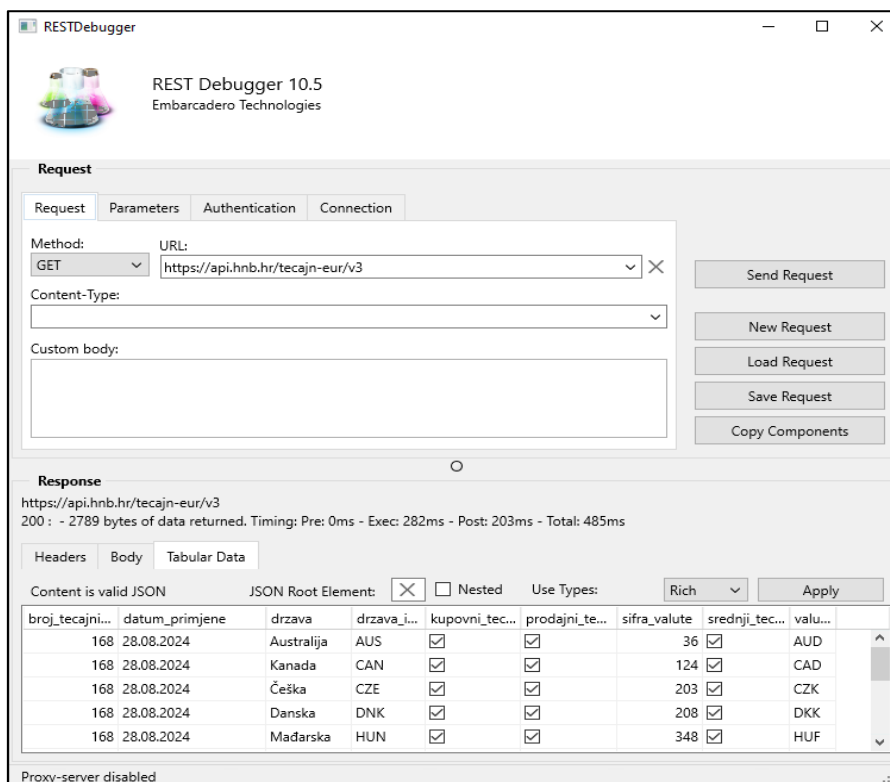 RESTDebugger
REST Debugger 10.5
Embarcadero Technologies
Request
Request Parameters Authentication Connection
Method: URL:
GET https://api.hnb.hr/tecajn-eur/v3
Send Request
Content-Type:
New Request
Custom body:
Load Request
Save Request
Copy Components
Response
https://api.hnb.hr/tecajn-eur/v3
200 : - 2789 bytes of data returned. Timing: Pre: 0ms - Exec: 282ms - Post: 203ms - Total: 485ms
Headers Body Tabular Data
Content is valid JSON JSON Root Element: Nested Use Types: Rich Apply
broj_tecajni... datum_primjene drzava drzava_i... kupovni_tec... prodajni_te... sifra_valute srednji_tec... valu...
168 28.08.2024 Australija AUS 36 AUD
168 28.08.2024 Kanada CAN 124 CAD
168 28.08.2024 Češka CZE 203 CZK
168 28.08.2024 Danska DNK 208 DKK
168 28.08.2024 Mađarska HUN 348 HUF
Proxy-server disabled